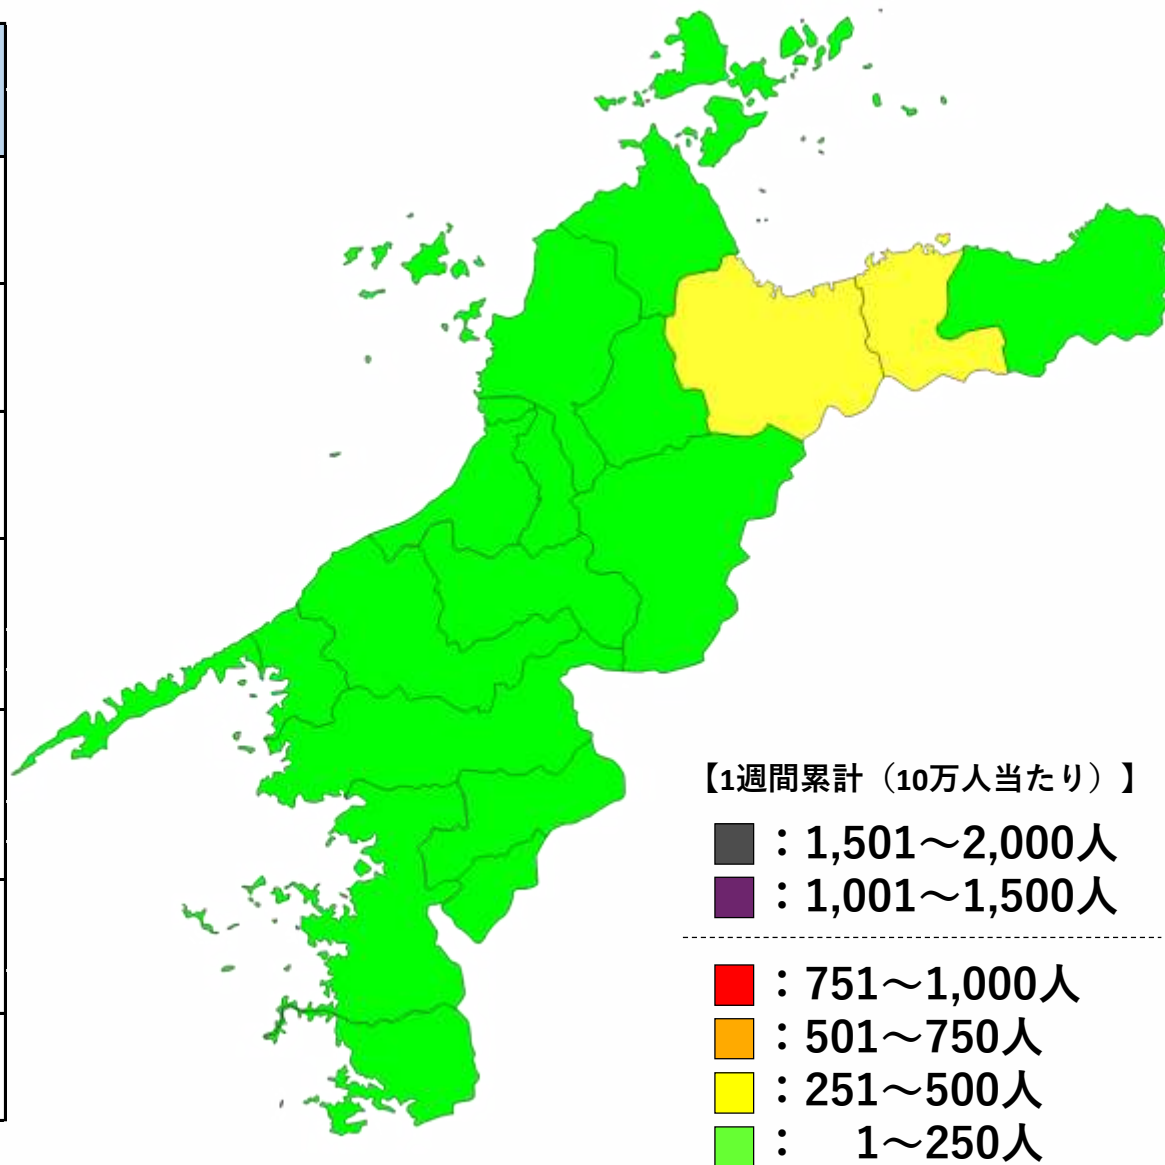 【1週間累計（10万人当たり）】
：1,501～2,000人
：1,001～1,500人
：751～1,000人
：501～750人
：251～500人
：　1～250人